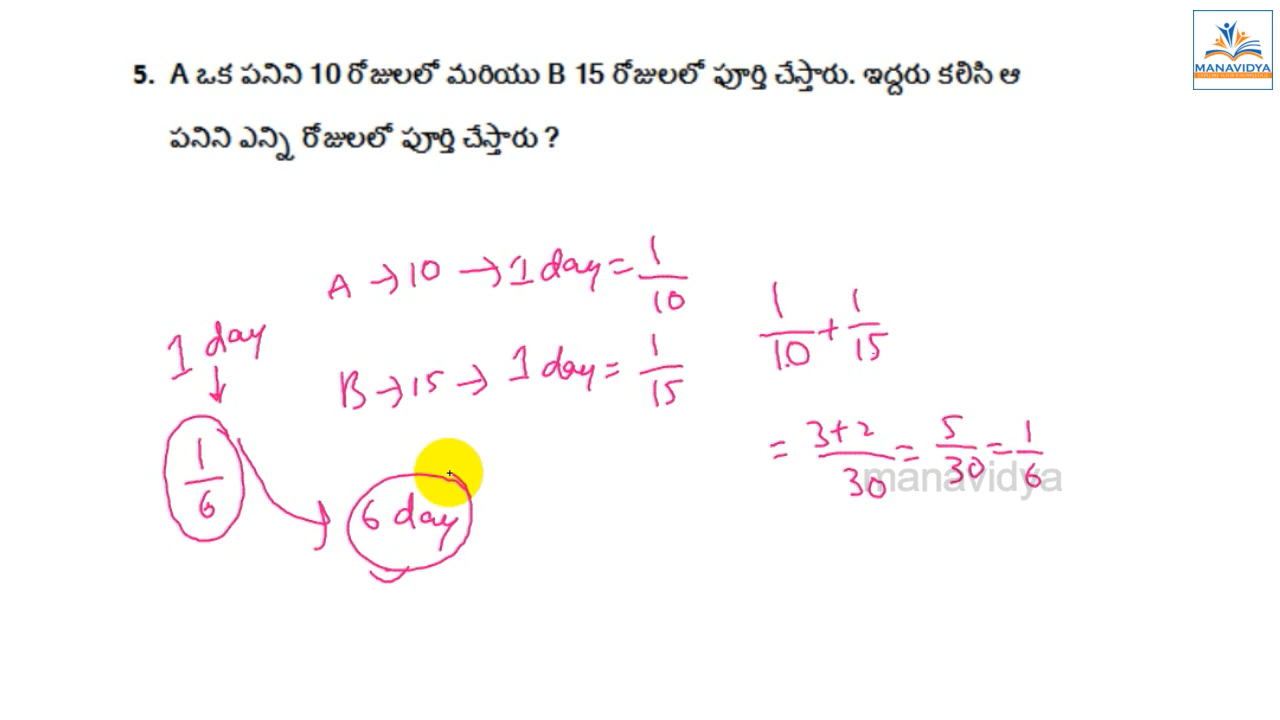 MANAVIDYA
5. A ఒక పనిని 10 రోజులలో మరియు B 15 రోజులలో పూర్తి చేస్తారు. ఇద్దరు కలిసి ఆ
పనిని ఎన్ని రోజులలో పూర్తి చేస్తారు ?
A → 10 → 1 day = 1/10
B → 15 → 1 day = 1/15
1/10 + 1/15
= 3+2/30 = 5/30 = 1/6
1 day
↓
1/6
6 day
manavidya